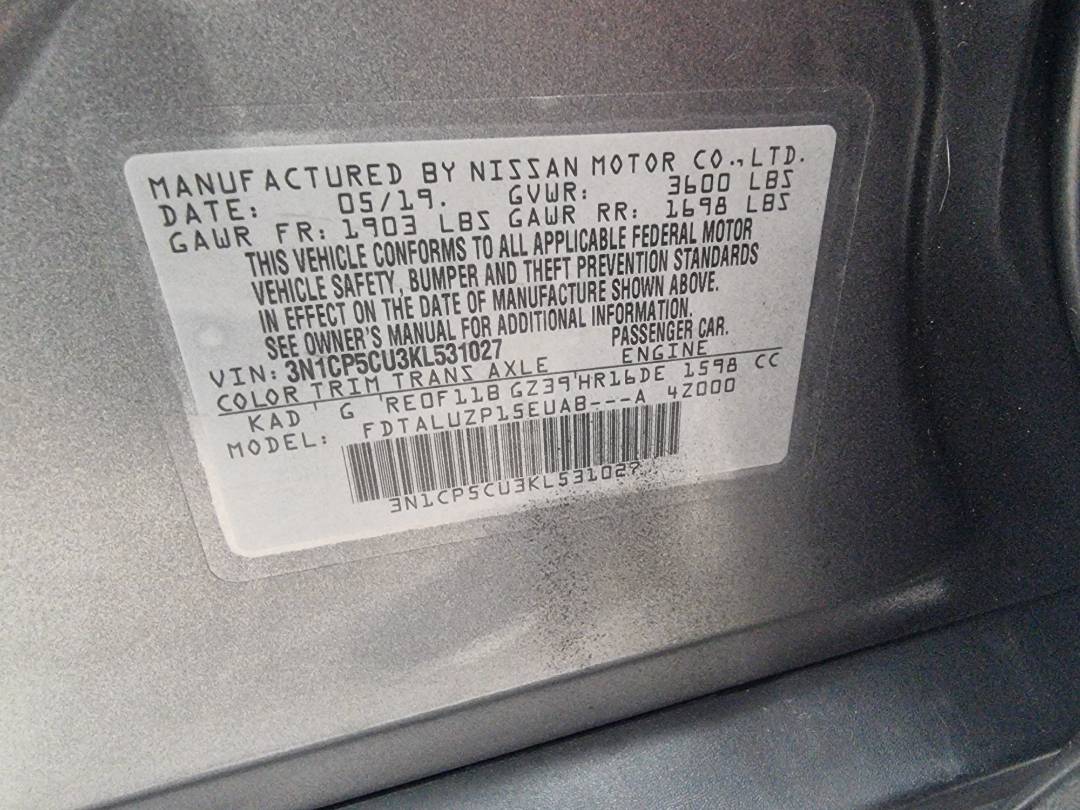 MANUFACTURED BY NISSAN MOTOR CO., LTD.
DATE: 05/19. GVWR: 3600 LBS
GAWR FR: 1903 LBS GAWR RR: 1698 LBS
THIS VEHICLE CONFORMS TO ALL APPLICABLE FEDERAL MOTOR
VEHICLE SAFETY, BUMPER AND THEFT PREVENTION STANDARDS
IN EFFECT ON THE DATE OF MANUFACTURE SHOWN ABOVE.
SEE OWNER'S MANUAL FOR ADDITIONAL INFORMATION.
VIN: 3N1CP5CU3KL531027 PASSENGER CAR.
COLOR TRIM TRANS AXLE ENGINE
KAD G RE0F11B GZ39 HR16DE 1598 CC
MODEL: FDTALUZP15EUAB---A 4Z000
3N1CP5CU3KL531027